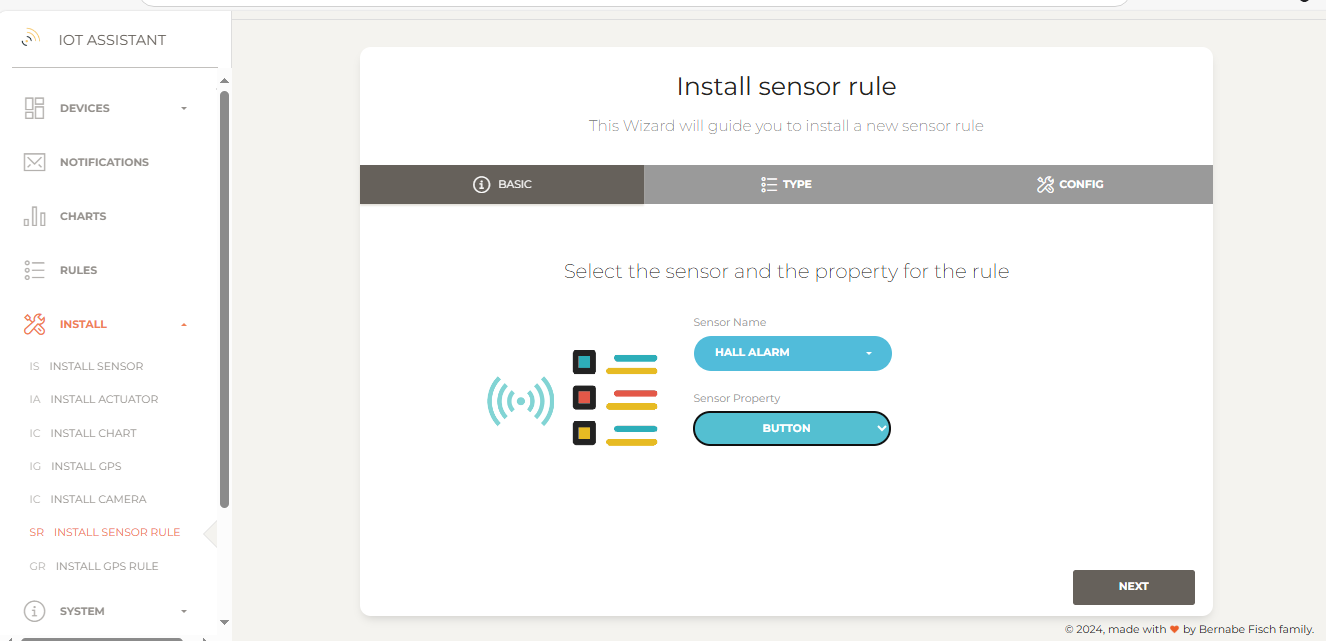 IOT ASSISTANT
DEVICES
NOTIFICATIONS
CHARTS
RULES
INSTALL
IS INSTALL SENSOR
IA INSTALL ACTUATOR
IC INSTALL CHART
IG INSTALL GPS
IC INSTALL CAMERA
SR INSTALL SENSOR RULE
GR INSTALL GPS RULE
SYSTEM
Install sensor rule
This Wizard will guide you to install a new sensor rule
BASIC
TYPE
CONFIG
Select the sensor and the property for the rule
Sensor Name
HALL ALARM
Sensor Property
BUTTON
NEXT
© 2024, made with ♥ by Bernabe Fisch family.